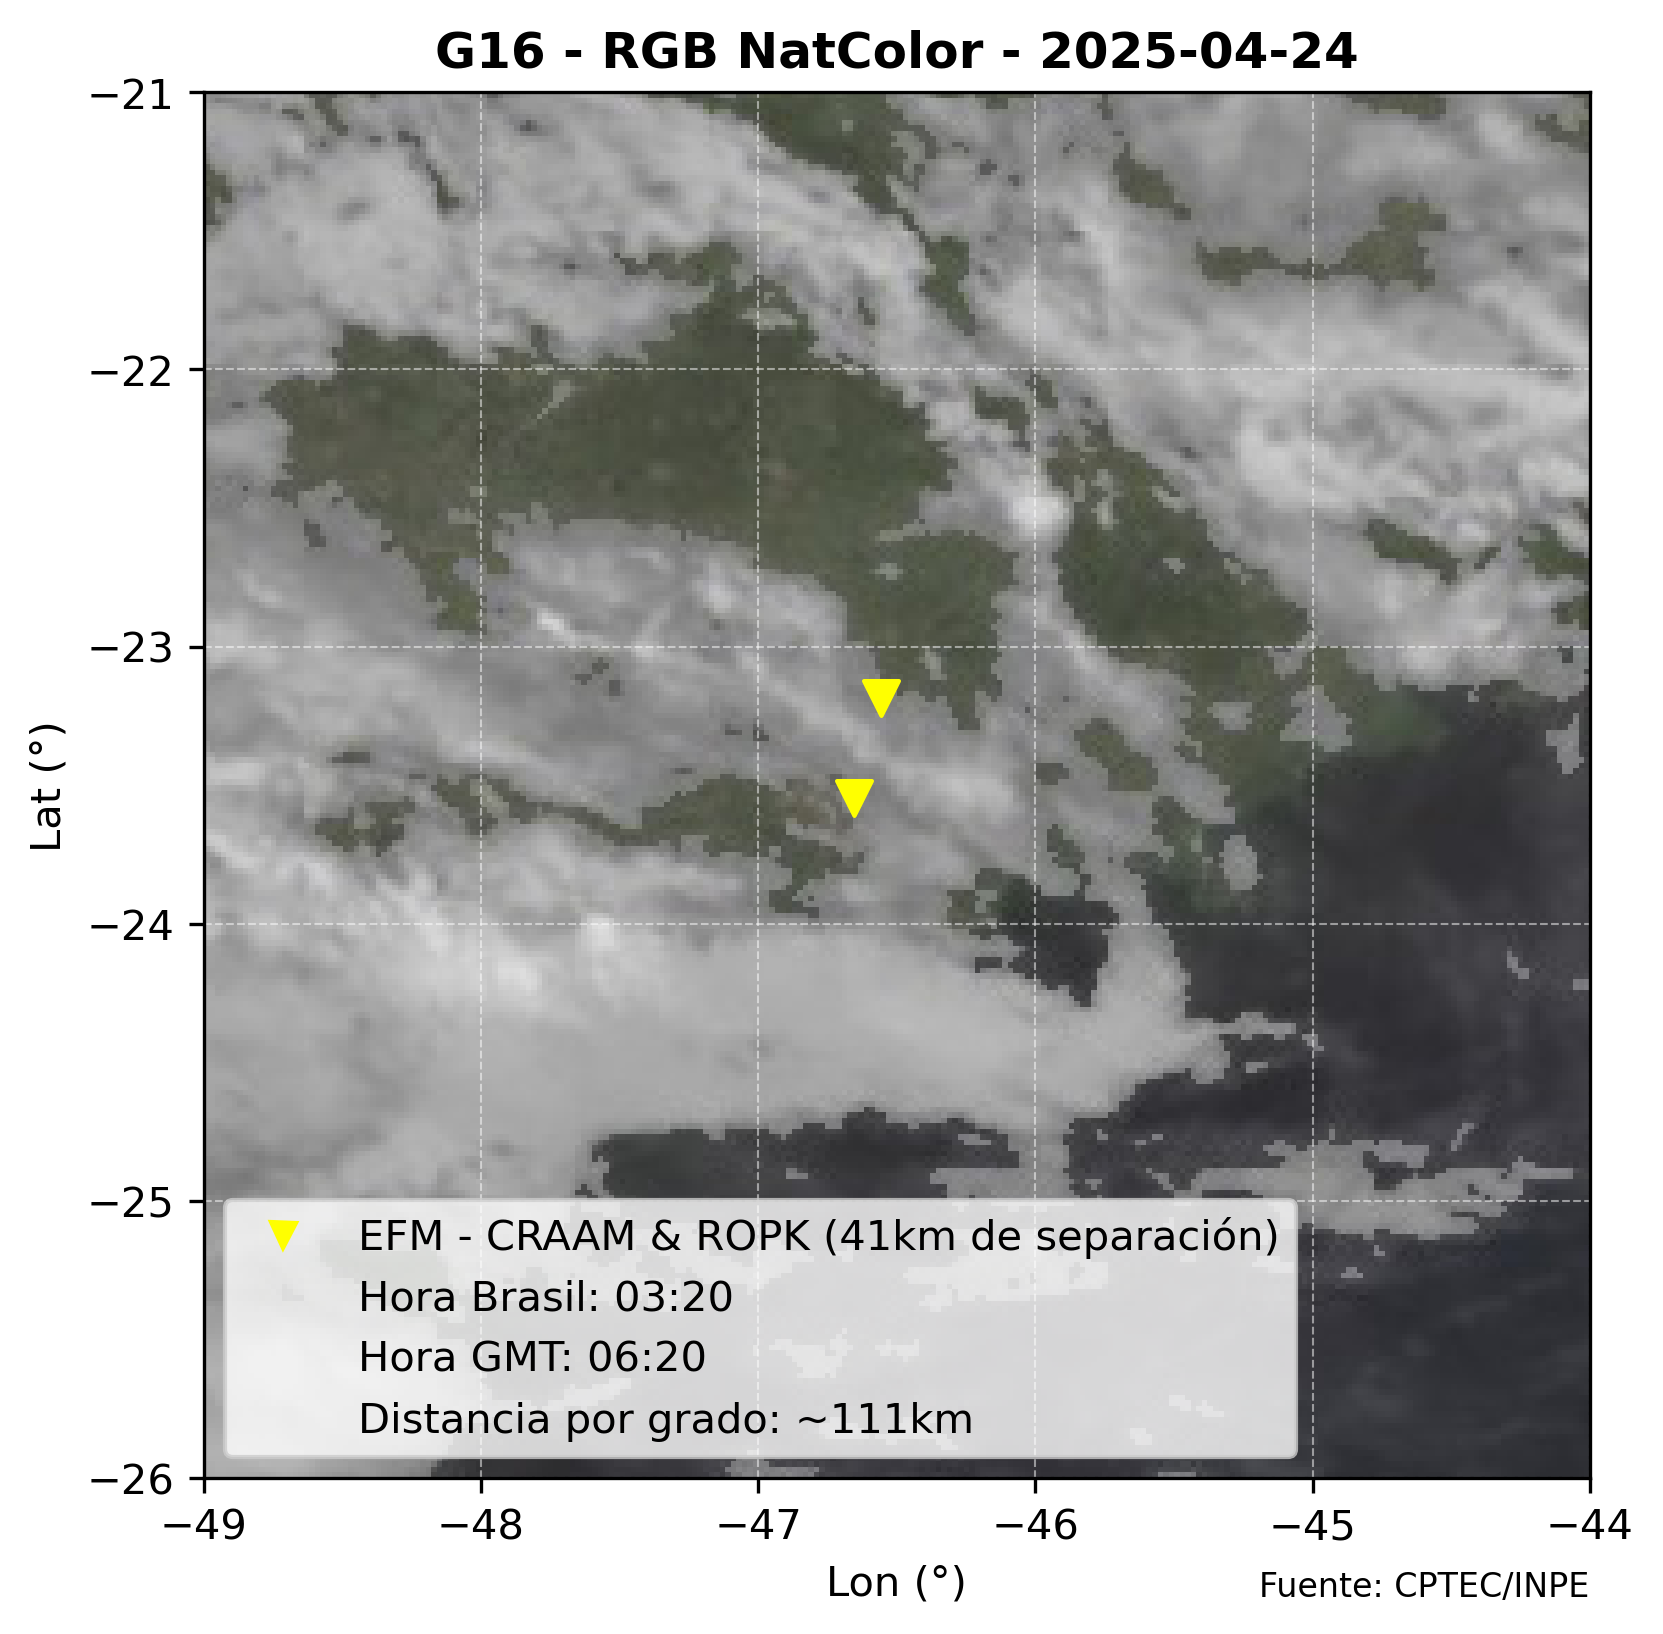 G16 - RGB NatColor - 2025-04-24
−21
−22
−23
−24
−25
−26
Lat (°)
EFM - CRAAM & ROPK (41km de separación)
Hora Brasil: 03:20
Hora GMT: 06:20
Distancia por grado: ~111km
−49 −48 −47 −46 −45 −44
Lon (°)
Fuente: CPTEC/INPE